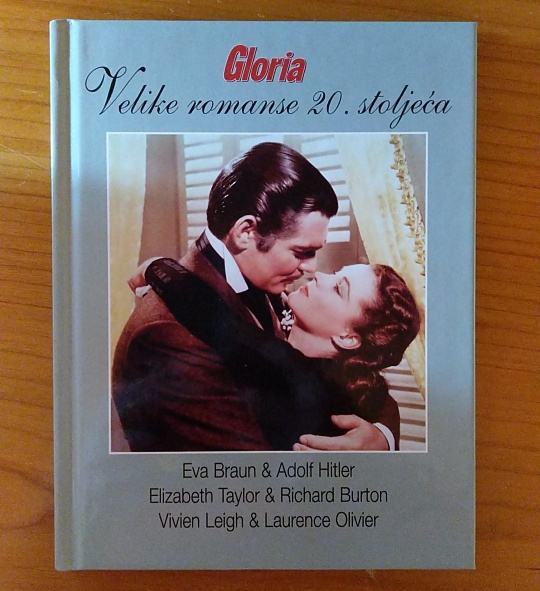 Gloria
Velike romanse 20. stoljeća
Eva Braun & Adolf Hitler
Elizabeth Taylor & Richard Burton
Vivien Leigh & Laurence Olivier